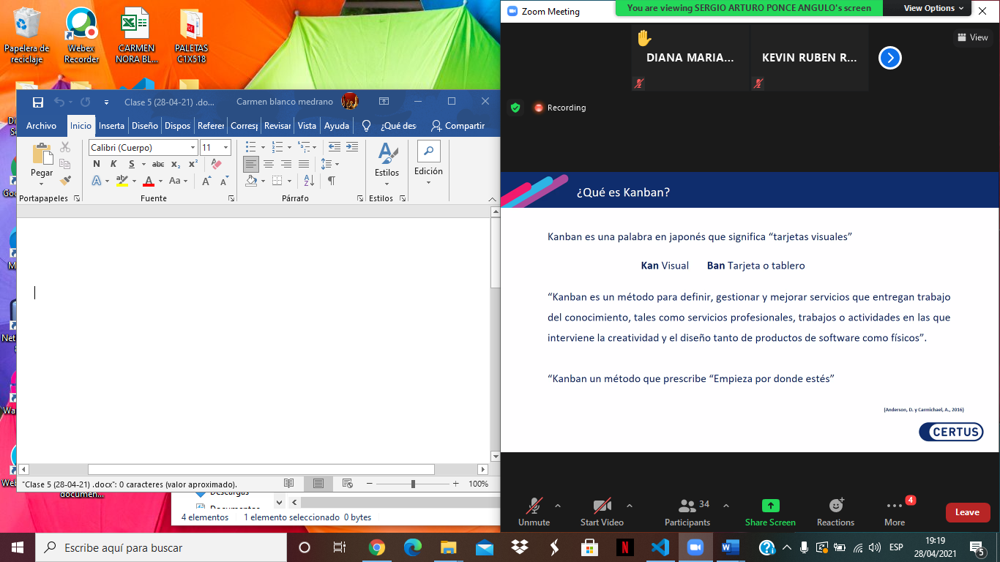 Papelera de
reciclaje
Webex
Recorder
CARMEN
NORA BL...
PALETAS
C1X518
Clase 5 (28-04-21) .do...
Carmen blanco medrano
Archivo
Inicio
Inserta
Diseño
Dispos
Referer
Corresp
Revisar
Vista
Ayuda
¿Qué des
Compartir
Pegar
Calibri (Cuerpo)
11
N K S abc x₂ x²
Aa
Estilos
Edición
Portapapeles
Fuente
Párrafo
Estilos
"Clase 5 (28-04-21) .docx": 0 caracteres (valor aproximado).
100%
Descargas
Documentos
documen...
4 elementos
1 elemento seleccionado 0 bytes
Zoom Meeting
You are viewing SERGIO ARTURO PONCE ANGULO's screen
View Options
DIANA MARIA...
KEVIN RUBEN R...
View
Recording
¿Qué es Kanban?
Kanban es una palabra en japonés que significa “tarjetas visuales”
Kan Visual Ban Tarjeta o tablero
“Kanban es un método para definir, gestionar y mejorar servicios que entregan trabajo
del conocimiento, tales como servicios profesionales, trabajos o actividades en las que
interviene la creatividad y el diseño tanto de productos de software como físicos”.
“Kanban un método que prescribe “Empieza por donde estés”
(Anderson, D. y Carmichael, A., 2016)
CERTUS
Unmute
Start Video
34
Participants
Share Screen
Reactions
4
More
Leave
Escribe aquí para buscar
ESP
19:19
28/04/2021
5